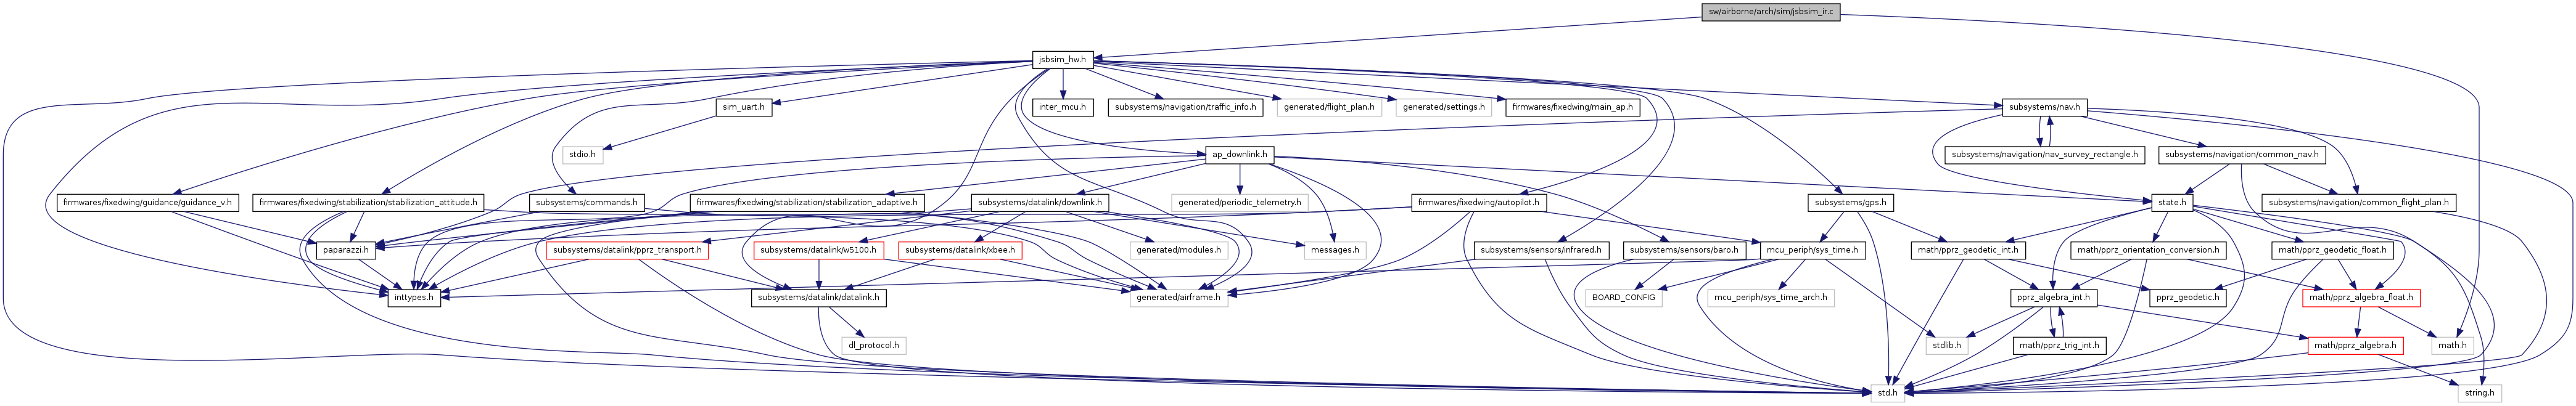 sw/airborne/arch/sim/jsbsim_ir.c
jsbsim_hw.h
sim_uart.h
inter_mcu.h
subsystems/navigation/traffic_info.h
generated/flight_plan.h
generated/settings.h
firmwares/fixedwing/main_ap.h
subsystems/nav.h
stdio.h
ap_downlink.h
subsystems/navigation/nav_survey_rectangle.h
subsystems/navigation/common_nav.h
firmwares/fixedwing/guidance/guidance_v.h
firmwares/fixedwing/stabilization/stabilization_attitude.h
subsystems/commands.h
firmwares/fixedwing/stabilization/stabilization_adaptive.h
subsystems/datalink/downlink.h
generated/periodic_telemetry.h
firmwares/fixedwing/autopilot.h
subsystems/gps.h
state.h
subsystems/navigation/common_flight_plan.h
paparazzi.h
subsystems/datalink/pprz_transport.h
subsystems/datalink/w5100.h
subsystems/datalink/xbee.h
generated/modules.h
messages.h
subsystems/sensors/infrared.h
subsystems/sensors/baro.h
mcu_periph/sys_time.h
math/pprz_geodetic_int.h
math/pprz_orientation_conversion.h
math/pprz_geodetic_float.h
inttypes.h
subsystems/datalink/datalink.h
generated/airframe.h
BOARD_CONFIG
mcu_periph/sys_time_arch.h
pprz_algebra_int.h
pprz_geodetic.h
math/pprz_algebra_float.h
dl_protocol.h
stdlib.h
math/pprz_trig_int.h
math/pprz_algebra.h
math.h
std.h
string.h